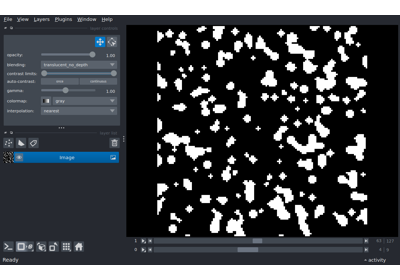 File View Layers Plugins Window Help
opacity: 1.00
blending: translucent_no_depth
contrast limits:
auto-contrast: once continuous
gamma: 1.00
colormap: gray
interpolation: nearest
Image
1
0
Ready
activity